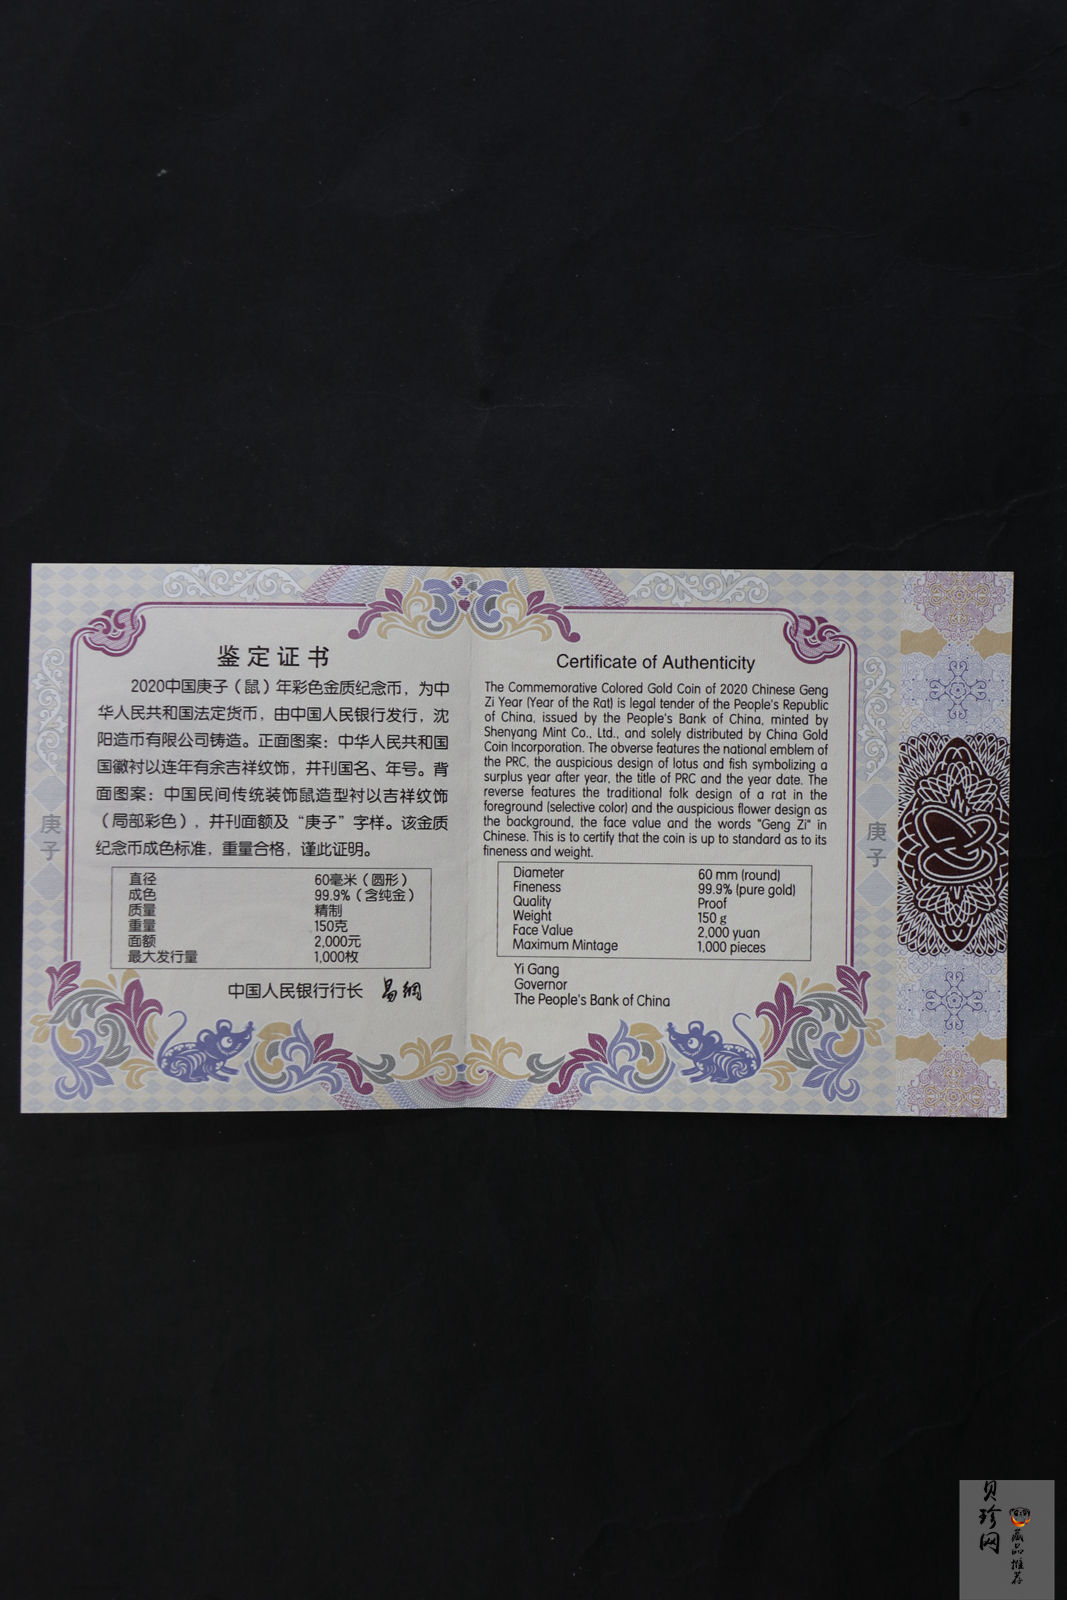 鉴定证书
2020中国庚子（鼠）年彩色金质纪念币，为中
华人民共和国法定货币，由中国人民银行发行，沈
阳造币有限公司铸造。正面图案：中华人民共和国
国徽衬以连年有余吉祥纹饰，并刊国名、年号。背
面图案：中国民间传统装饰鼠造型衬以吉祥纹饰
（局部彩色），并刊面额及“庚子”字样。该金质
纪念币成色标准，重量合格，谨此证明。
直径 60毫米（圆形）
成色 99.9%（含纯金）
质量 精制
重量 150克
面额 2,000元
最大发行量 1,000枚
中国人民银行行长 易纲
庚子
Certificate of Authenticity
The Commemorative Colored Gold Coin of 2020 Chinese Geng
Zi Year (Year of the Rat) is legal tender of the People's Republic
of China, issued by the People's Bank of China, minted by
Shenyang Mint Co., Ltd., and solely distributed by China Gold
Coin Incorporation. The obverse features the national emblem of
the PRC, the auspicious design of lotus and fish symbolizing a
surplus year after year, the title of PRC and the year date. The
reverse features the traditional folk design of a rat in the
foreground (selective color) and the auspicious flower design as
the background, the face value and the words "Geng Zi" in
Chinese. This is to certify that the coin is up to standard as to its
fineness and weight.
Diameter 60 mm (round)
Fineness 99.9% (pure gold)
Quality Proof
Weight 150 g
Face Value 2,000 yuan
Maximum Mintage 1,000 pieces
Yi Gang
Governor
The People's Bank of China
庚子
贝珍网
藏品推荐